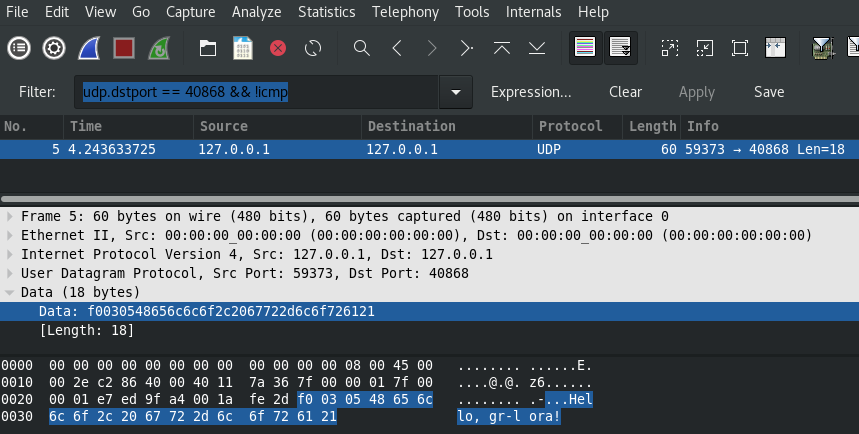 File Edit View Go Capture Analyze Statistics Telephony Tools Internals Help
Filter: udp.dstport == 40868 && !icmp Expression... Clear Apply Save
No. Time Source Destination Protocol Length Info
5 4.243633725 127.0.0.1 127.0.0.1 UDP 60 59373 → 40868 Len=18
Frame 5: 60 bytes on wire (480 bits), 60 bytes captured (480 bits) on interface 0
Ethernet II, Src: 00:00:00_00:00:00 (00:00:00:00:00:00), Dst: 00:00:00_00:00:00 (00:00:00:00:00:00)
Internet Protocol Version 4, Src: 127.0.0.1, Dst: 127.0.0.1
User Datagram Protocol, Src Port: 59373, Dst Port: 40868
Data (18 bytes)
Data: f0030548656c6c6f2c2067722d6c6f726121
[Length: 18]
0000 00 00 00 00 00 00 00 00 00 00 00 00 08 00 45 00 ........ ......E.
0010 00 2e c2 86 40 00 40 11 7a 36 7f 00 00 01 7f 00 ....@.@. z6......
0020 00 01 e7 ed 9f a4 00 1a fe 2d f0 03 05 48 65 6c ........ .-...Hel
0030 6c 6f 2c 20 67 72 2d 6c 6f 72 61 21 lo, gr-l ora!